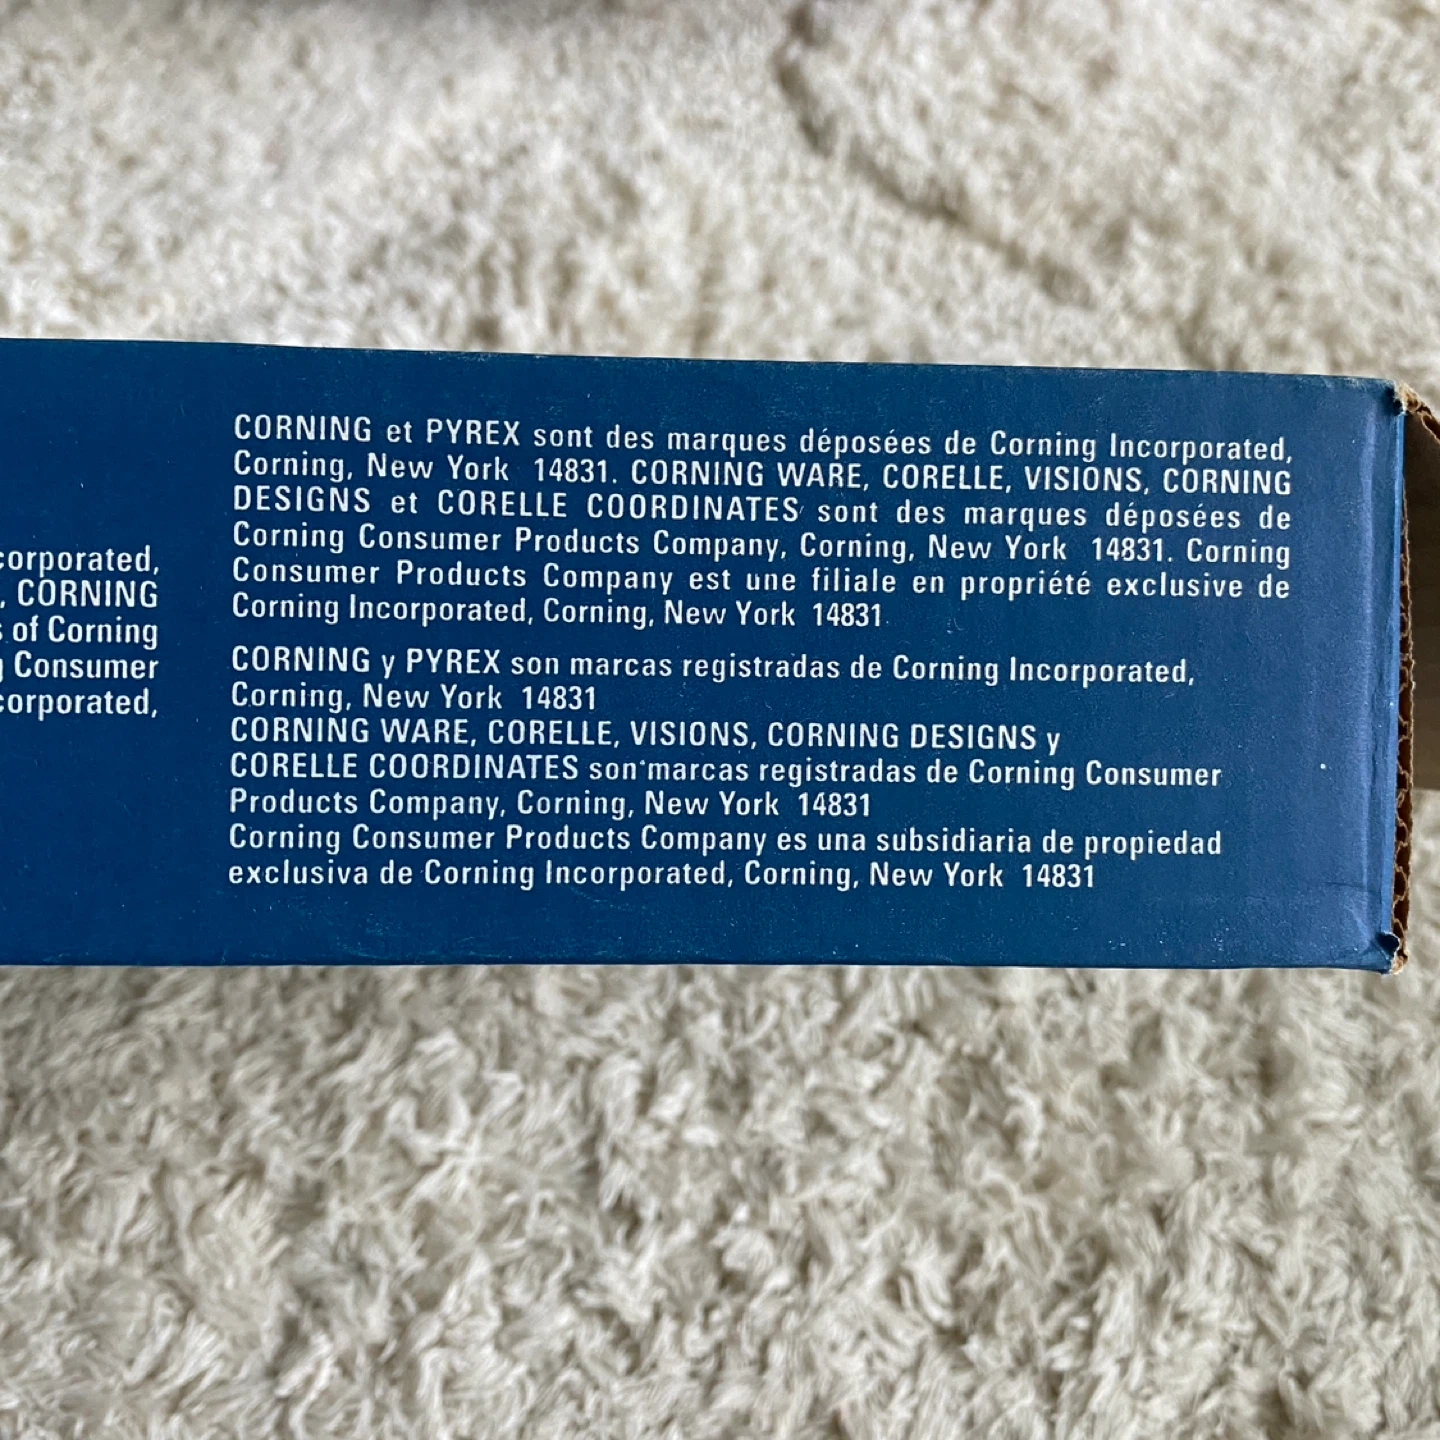 corporated,
, CORNING
s of Corning
g Consumer
corporated,
CORNING et PYREX sont des marques déposées de Corning Incorporated,
Corning, New York 14831. CORNING WARE, CORELLE, VISIONS, CORNING
DESIGNS et CORELLE COORDINATES sont des marques déposées de
Corning Consumer Products Company, Corning, New York 14831. Corning
Consumer Products Company est une filiale en propriété exclusive de
Corning Incorporated, Corning, New York 14831.
CORNING y PYREX son marcas registradas de Corning Incorporated,
Corning, New York 14831
CORNING WARE, CORELLE, VISIONS, CORNING DESIGNS y
CORELLE COORDINATES son marcas registradas de Corning Consumer
Products Company, Corning, New York 14831
Corning Consumer Products Company es una subsidiaria de propiedad
exclusiva de Corning Incorporated, Corning, New York 14831